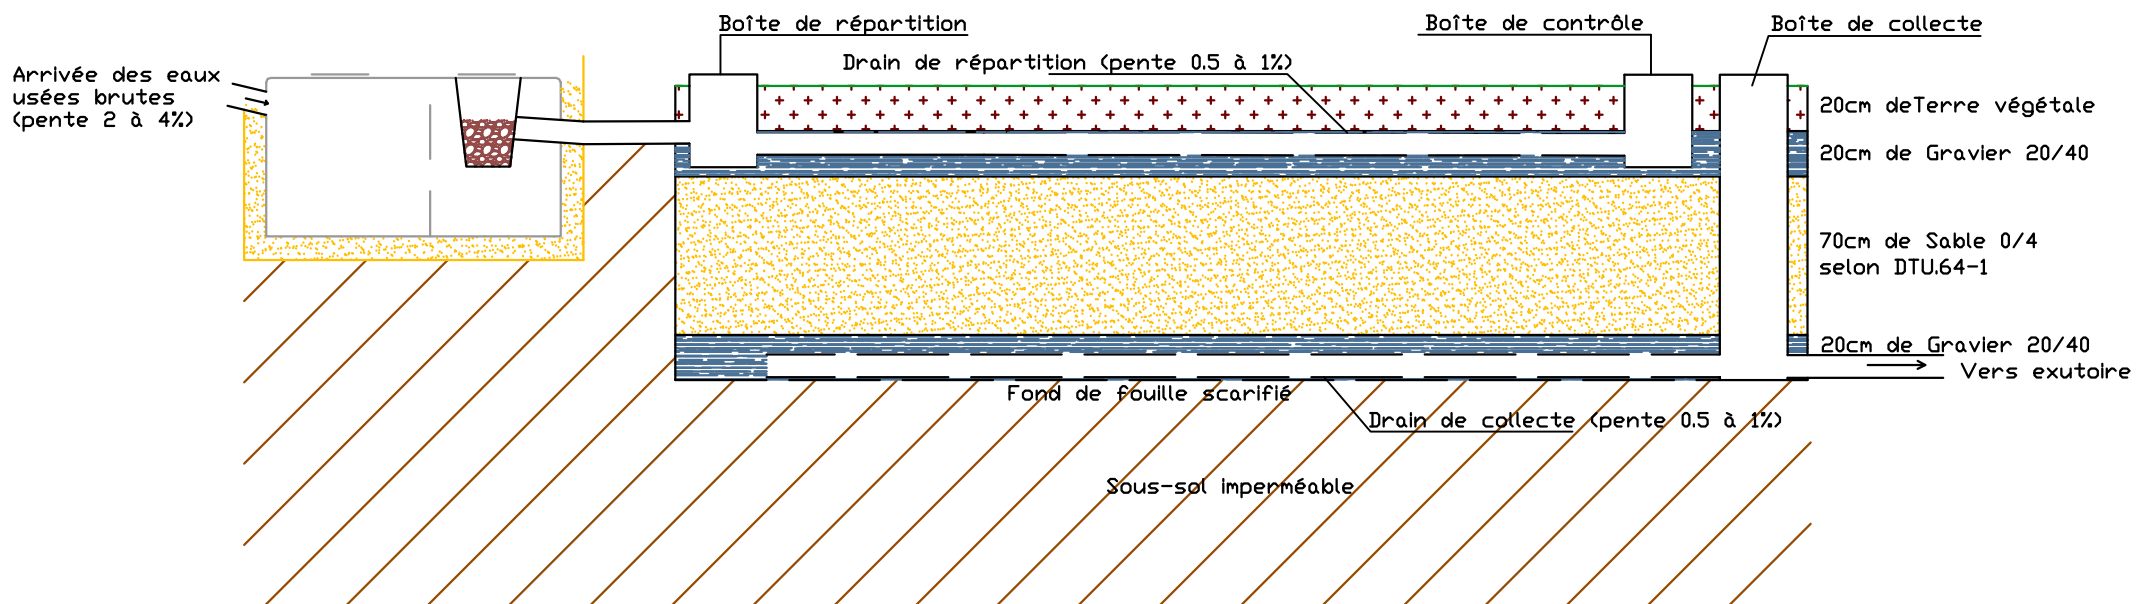 Boîte de répartition
Boîte de contrôle
Boîte de collecte
Drain de répartition (pente 0.5 à 1%)
Arrivée des eaux
usées brutes
(pente 2 à 4%)
20cm deTerre végétale
20cm de Gravier 20/40
70cm de Sable 0/4
selon DTU.64-1
20cm de Gravier 20/40
Vers exutoire
Fond de fouille scarifié
Drain de collecte (pente 0.5 à 1%)
Sous-sol imperméable